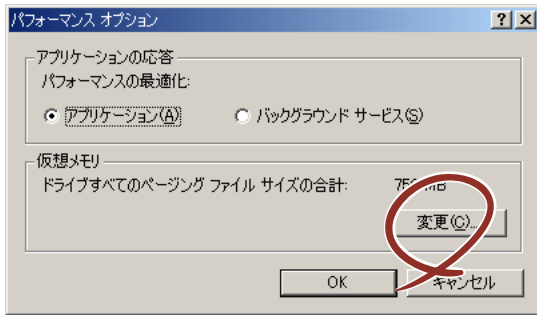 パフォーマンス オプション
アプリケーションの応答
パフォーマンスの最適化:
アプリケーション(A)
バックグラウンド サービス(S)
仮想メモリ
ドライブすべてのページング ファイル サイズの合計: MB
変更(C)...
OK
キャンセル